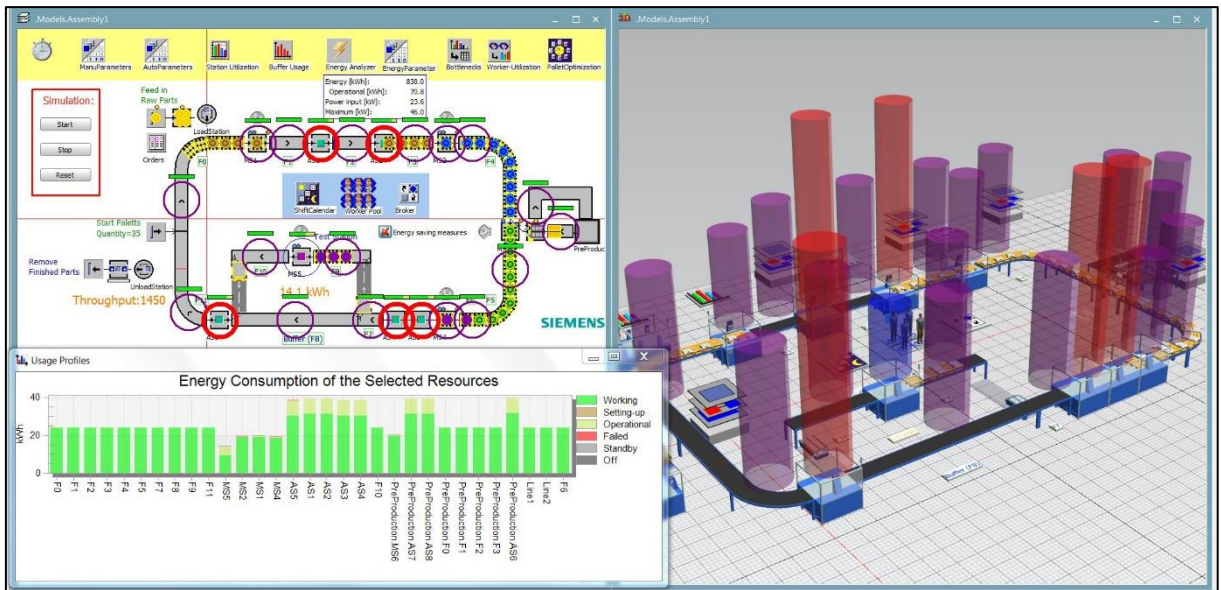 .Models.Assembly1
ManuParameters AutoParameters Station Utilization Buffer Usage Energy Analyzer EnergyParameter Bottlenecks Worker-Utilization PalletOptimization
Energy [kWh]: 838.0
Operational [kWh]: 70.8
Power input [kW]: 23.6
Maximum [kW]: 46.0
Simulation:
Start
Stop
Reset
Feed in
Raw Parts
LoadStation
Orders
F0
MS1
F1
F2
F3
F4
ShiftCalendar Worker Pool Broker
Start Paletts
Quantity=35
Energy saving measures
PreProduc
Remove
Finished Parts
UnloadStation
Throughput:1450
F10
MS5
14.1 kWh
Buffer (F8)
F7
SIEMENS
Usage Profiles
Energy Consumption of the Selected Resources
kWh
40
20
0
F0
F1
F2
F3
F4
F5
F7
F8
F9
F11
MS5
MS2
MS1
MS4
AS5
AS1
AS2
AS3
AS4
F10
PreProduction.MS6
PreProduction.AS7
PreProduction.AS8
PreProduction.F0
PreProduction.F1
PreProduction.F2
PreProduction.F3
PreProduction.AS6
Line1
Line2
F6
Working
Setting-up
Operational
Failed
Standby
Off
3D .Models.Assembly1
Buffer (F8)